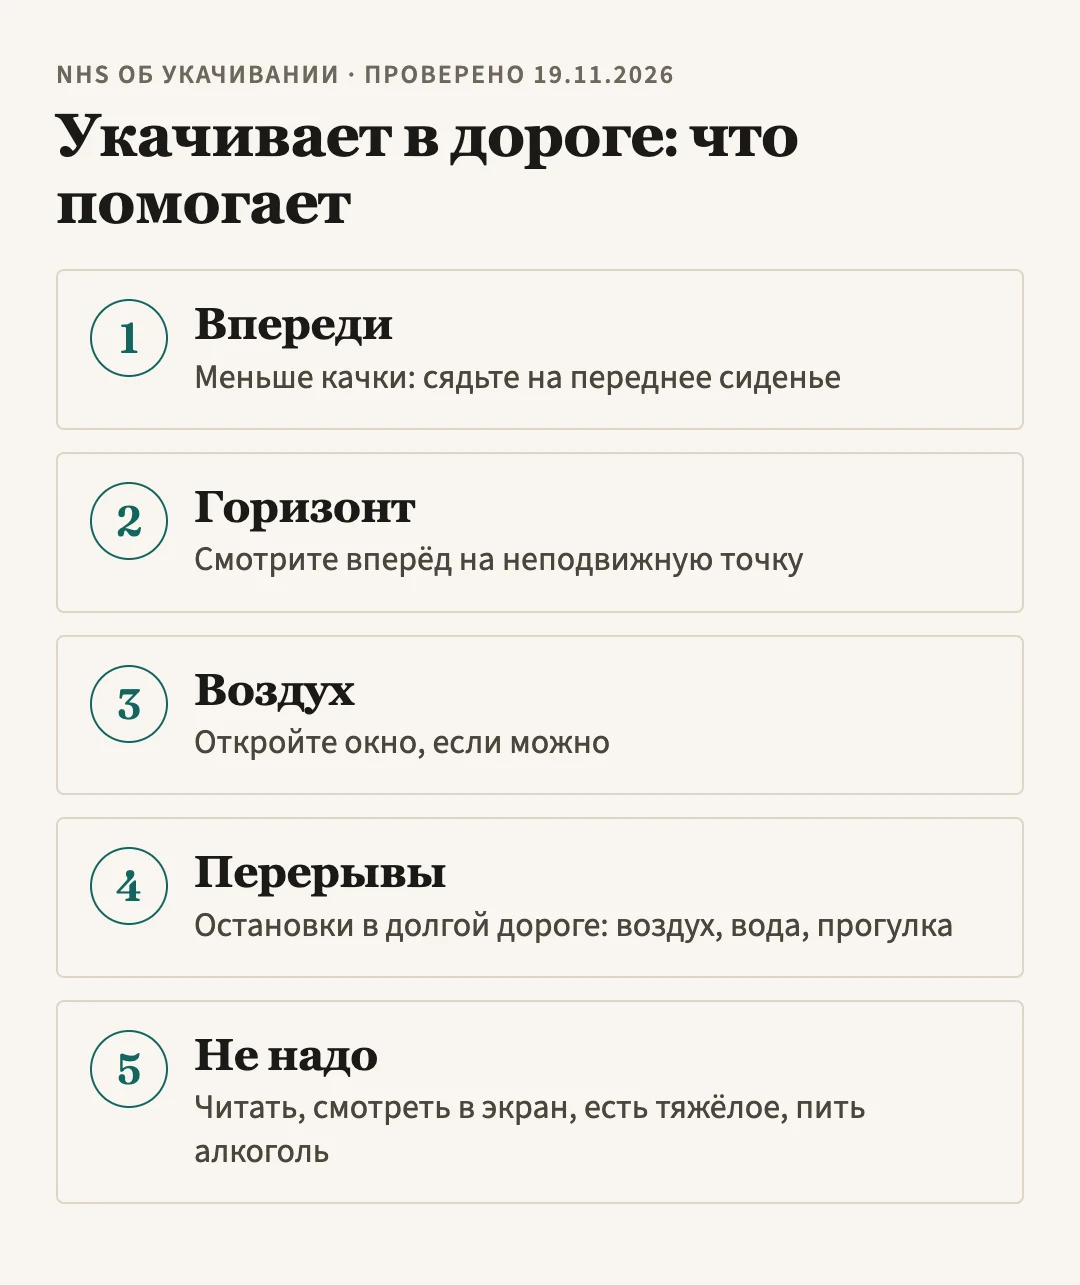 NHS ОБ УКАЧИВАНИИ · ПРОВЕРЕНО 19.11.2026
Укачивает в дороге: что
помогает
1
Впереди
Меньше качки: сядьте на переднее сиденье
2
Горизонт
Смотрите вперёд на неподвижную точку
3
Воздух
Откройте окно, если можно
4
Перерывы
Остановки в долгой дороге: воздух, вода, прогулка
5
Не надо
Читать, смотреть в экран, есть тяжёлое, пить
алкоголь